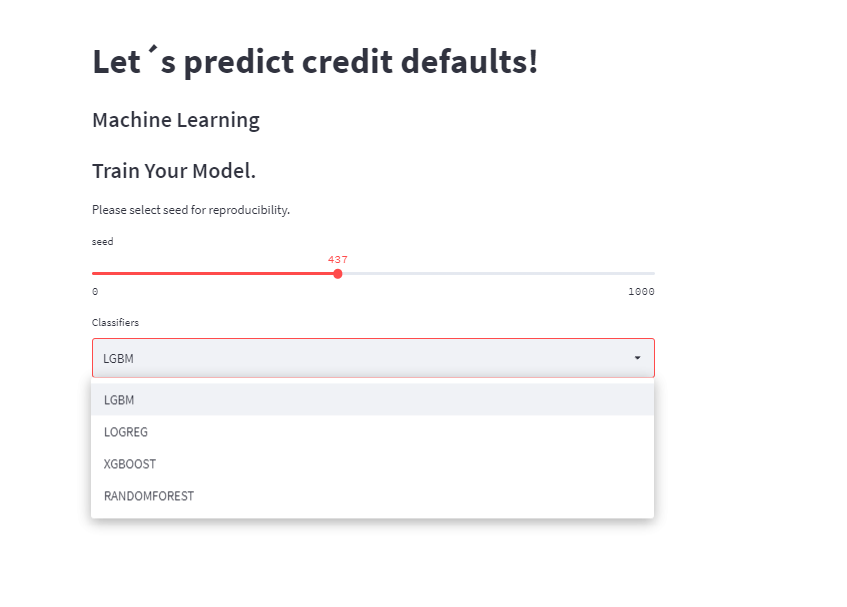 Let´s predict credit defaults!
Machine Learning
Train Your Model.
Please select seed for reproducibility.
seed
437
0 1000
Classifiers
LGBM
LGBM
LOGREG
XGBOOST
RANDOMFOREST